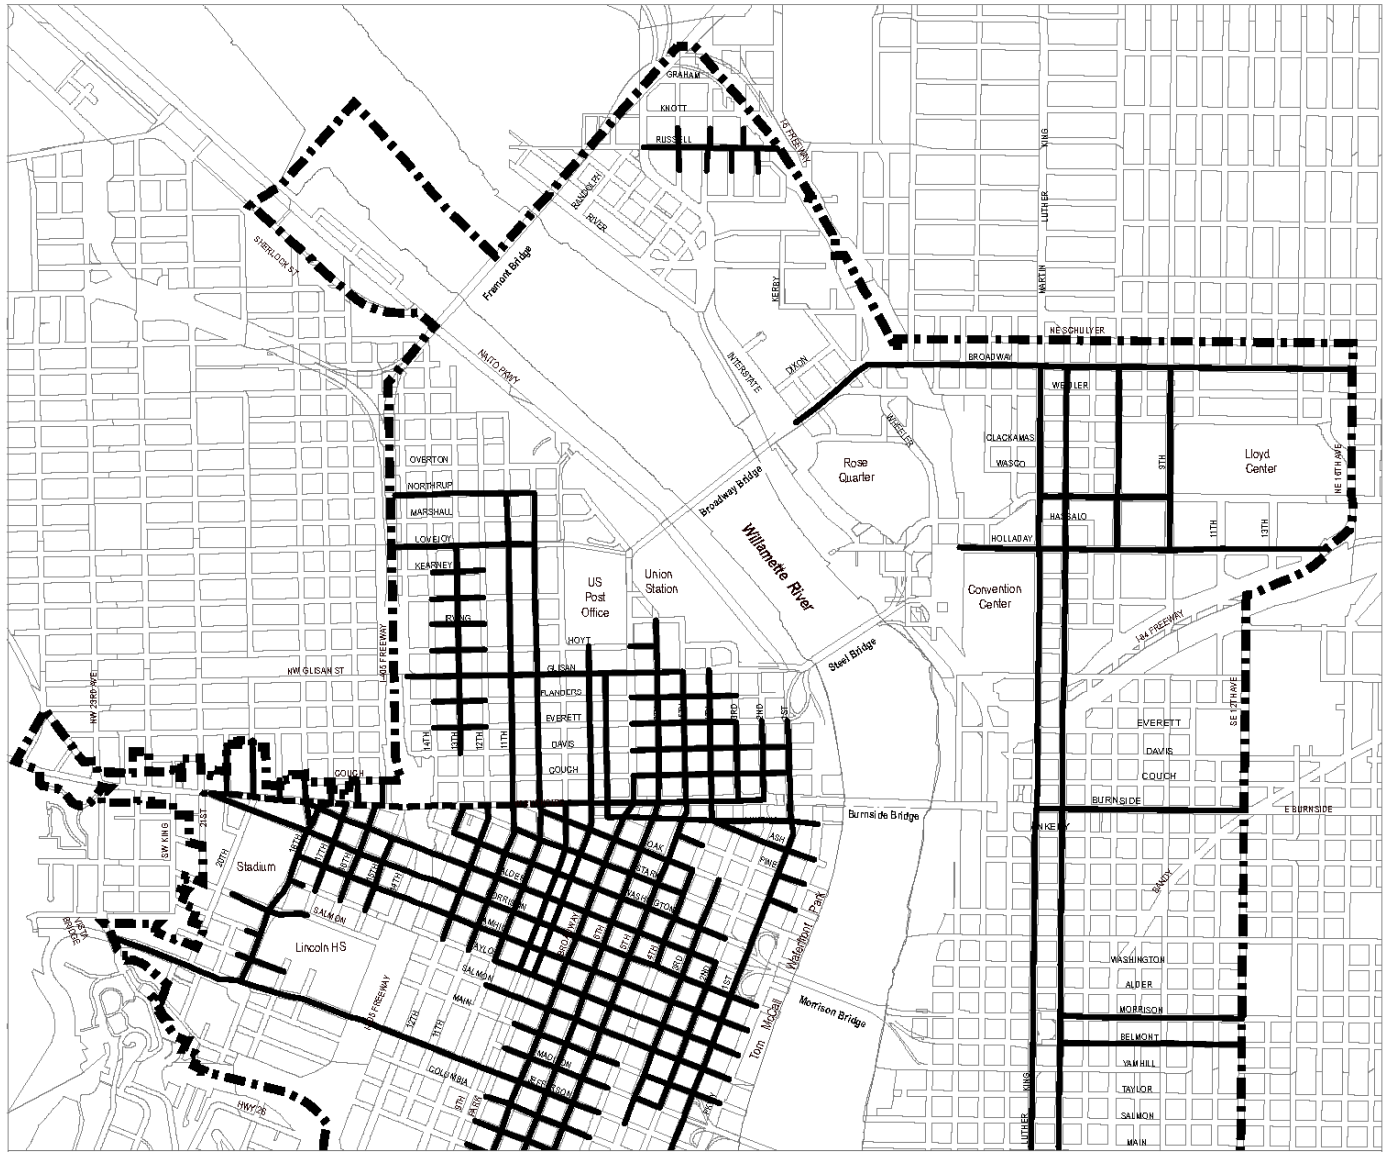 GRAHAM
KNOTT
RUSSELL
I-5 FREEWAY
KING
LUTHER
MARTIN
RANDOLPH
RIVER
SHERLOCK ST
Fremont Bridge
KERBY
NE SCHULYER
BROADWAY
NAITO PKWY
INTERSTATE
DIXON
WEIDLER
WHEELER
CLACKAMAS
WASCO
9TH
Lloyd
Center
NE 16TH AVE
OVERTON
NORTHRUP
MARSHALL
LOVEJOY
KEARNEY
IRVING
Rose
Quarter
Broadway Bridge
Willamette River
HASSALO
HOLLADAY
11TH
13TH
US
Post
Office
Union
Station
Convention
Center
I-84 FREEWAY
HOYT
NW GLISAN ST
I-405 FREEWAY
GLISAN
FLANDERS
EVERETT
DAVIS
COUCH
Steel Bridge
NW 23RD AVE
14TH
13TH
12TH
11TH
3RD
2ND
1ST
SE 12TH AVE
EVERETT
DAVIS
COUCH
COUCH
BURNSIDE
E BURNSIDE
Burnside Bridge
ANKENY
SANDY
21ST
SW KING
20TH
Stadium
18TH
17TH
16TH
15TH
14TH
OAK
STARK
WASHINGTON
ASH
PINE
ALDER
MORRISON
YAMHILL
TAYLOR
SALMON
MAIN
SALMON
Lincoln HS
VISTA
BRIDGE
BROADWAY
6TH
5TH
4TH
3RD
2ND
1ST
Tom McCall Waterfront Park
Morrison Bridge
I-405 FREEWAY
12TH
11TH
MADISON
JEFFERSON
COLUMBIA
9TH
PARK
HWY 26
WASHINGTON
ALDER
MORRISON
BELMONT
YAMHILL
TAYLOR
SALMON
MAIN
KING
LUTHER